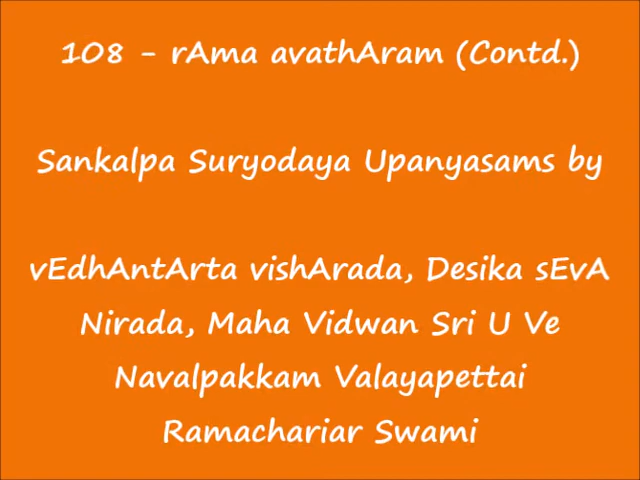 108 - rAma avathAram (Contd.)
Sankalpa Suryodaya Upanyasams by
vEdhAntArta vishArada, Desika sEvA
Nirada, Maha Vidwan Sri U Ve
Navalpakkam Valayapettai
Ramachariar Swami